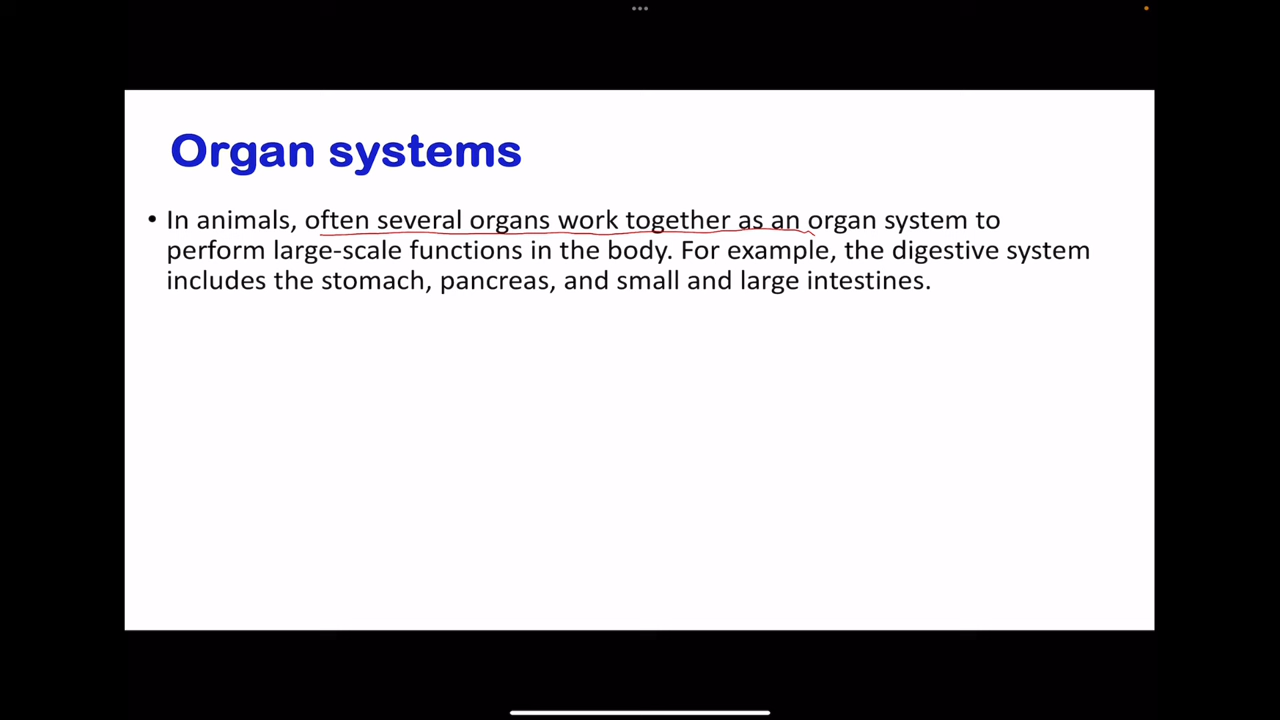 Organ systems
• In animals, often several organs work together as an organ system to
perform large-scale functions in the body. For example, the digestive system
includes the stomach, pancreas, and small and large intestines.